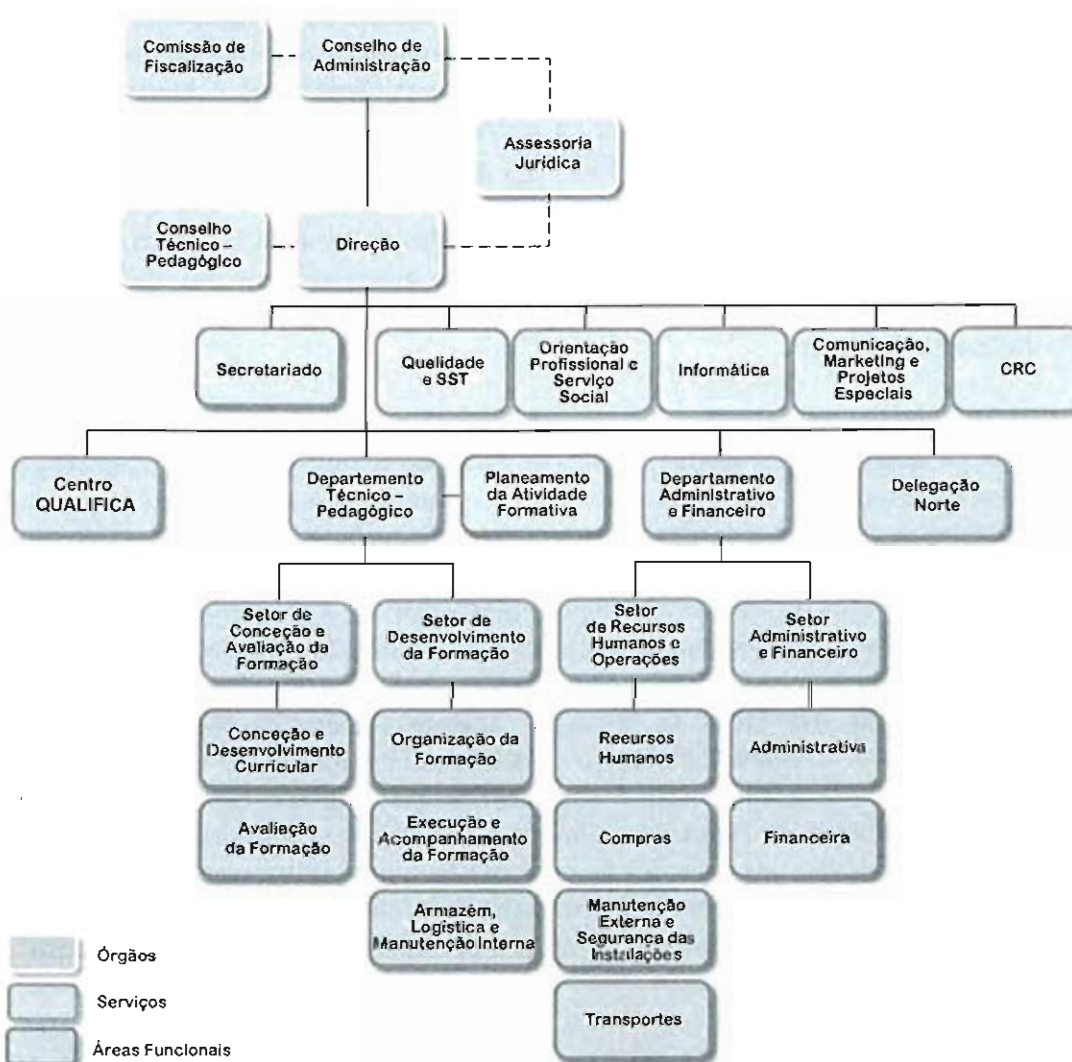 Comissão de
Fiscalização
Conselho de
Administração
Assessoria
Jurídica
Conselho
Técnico –
Pedagógico
Direção
Secretariado
Quelidade
e SST
Orientação
Profissional e
Serviço
Social
Informática
Comunicação,
Marketing e
Projetos
Especiais
CRC
Centro
QUALIFICA
Departemento
Técnico –
Pedagógico
Planeamento
da Atividade
Formativa
Departamento
Administrativo
e Financeiro
Delegação
Norte
Setor de
Conceção e
Avaliação da
Formação
Setor de
Desenvolvimento
da Formação
Setor
de Recursos
Humanos e
Operações
Setor
Administrativo
e Financeiro
Conceção e
Desenvolvimento
Curricular
Organização da
Formação
Recursos
Humanos
Administrativa
Avaliação
da Formação
Execução e
Acompanhamento
da Formação
Compras
Financeira
Armazém,
Logística e
Manutenção Interna
Manutenção
Externa e
Segurança das
Instalações
Transportes
Órgãos
Serviços
Áreas Funcionais